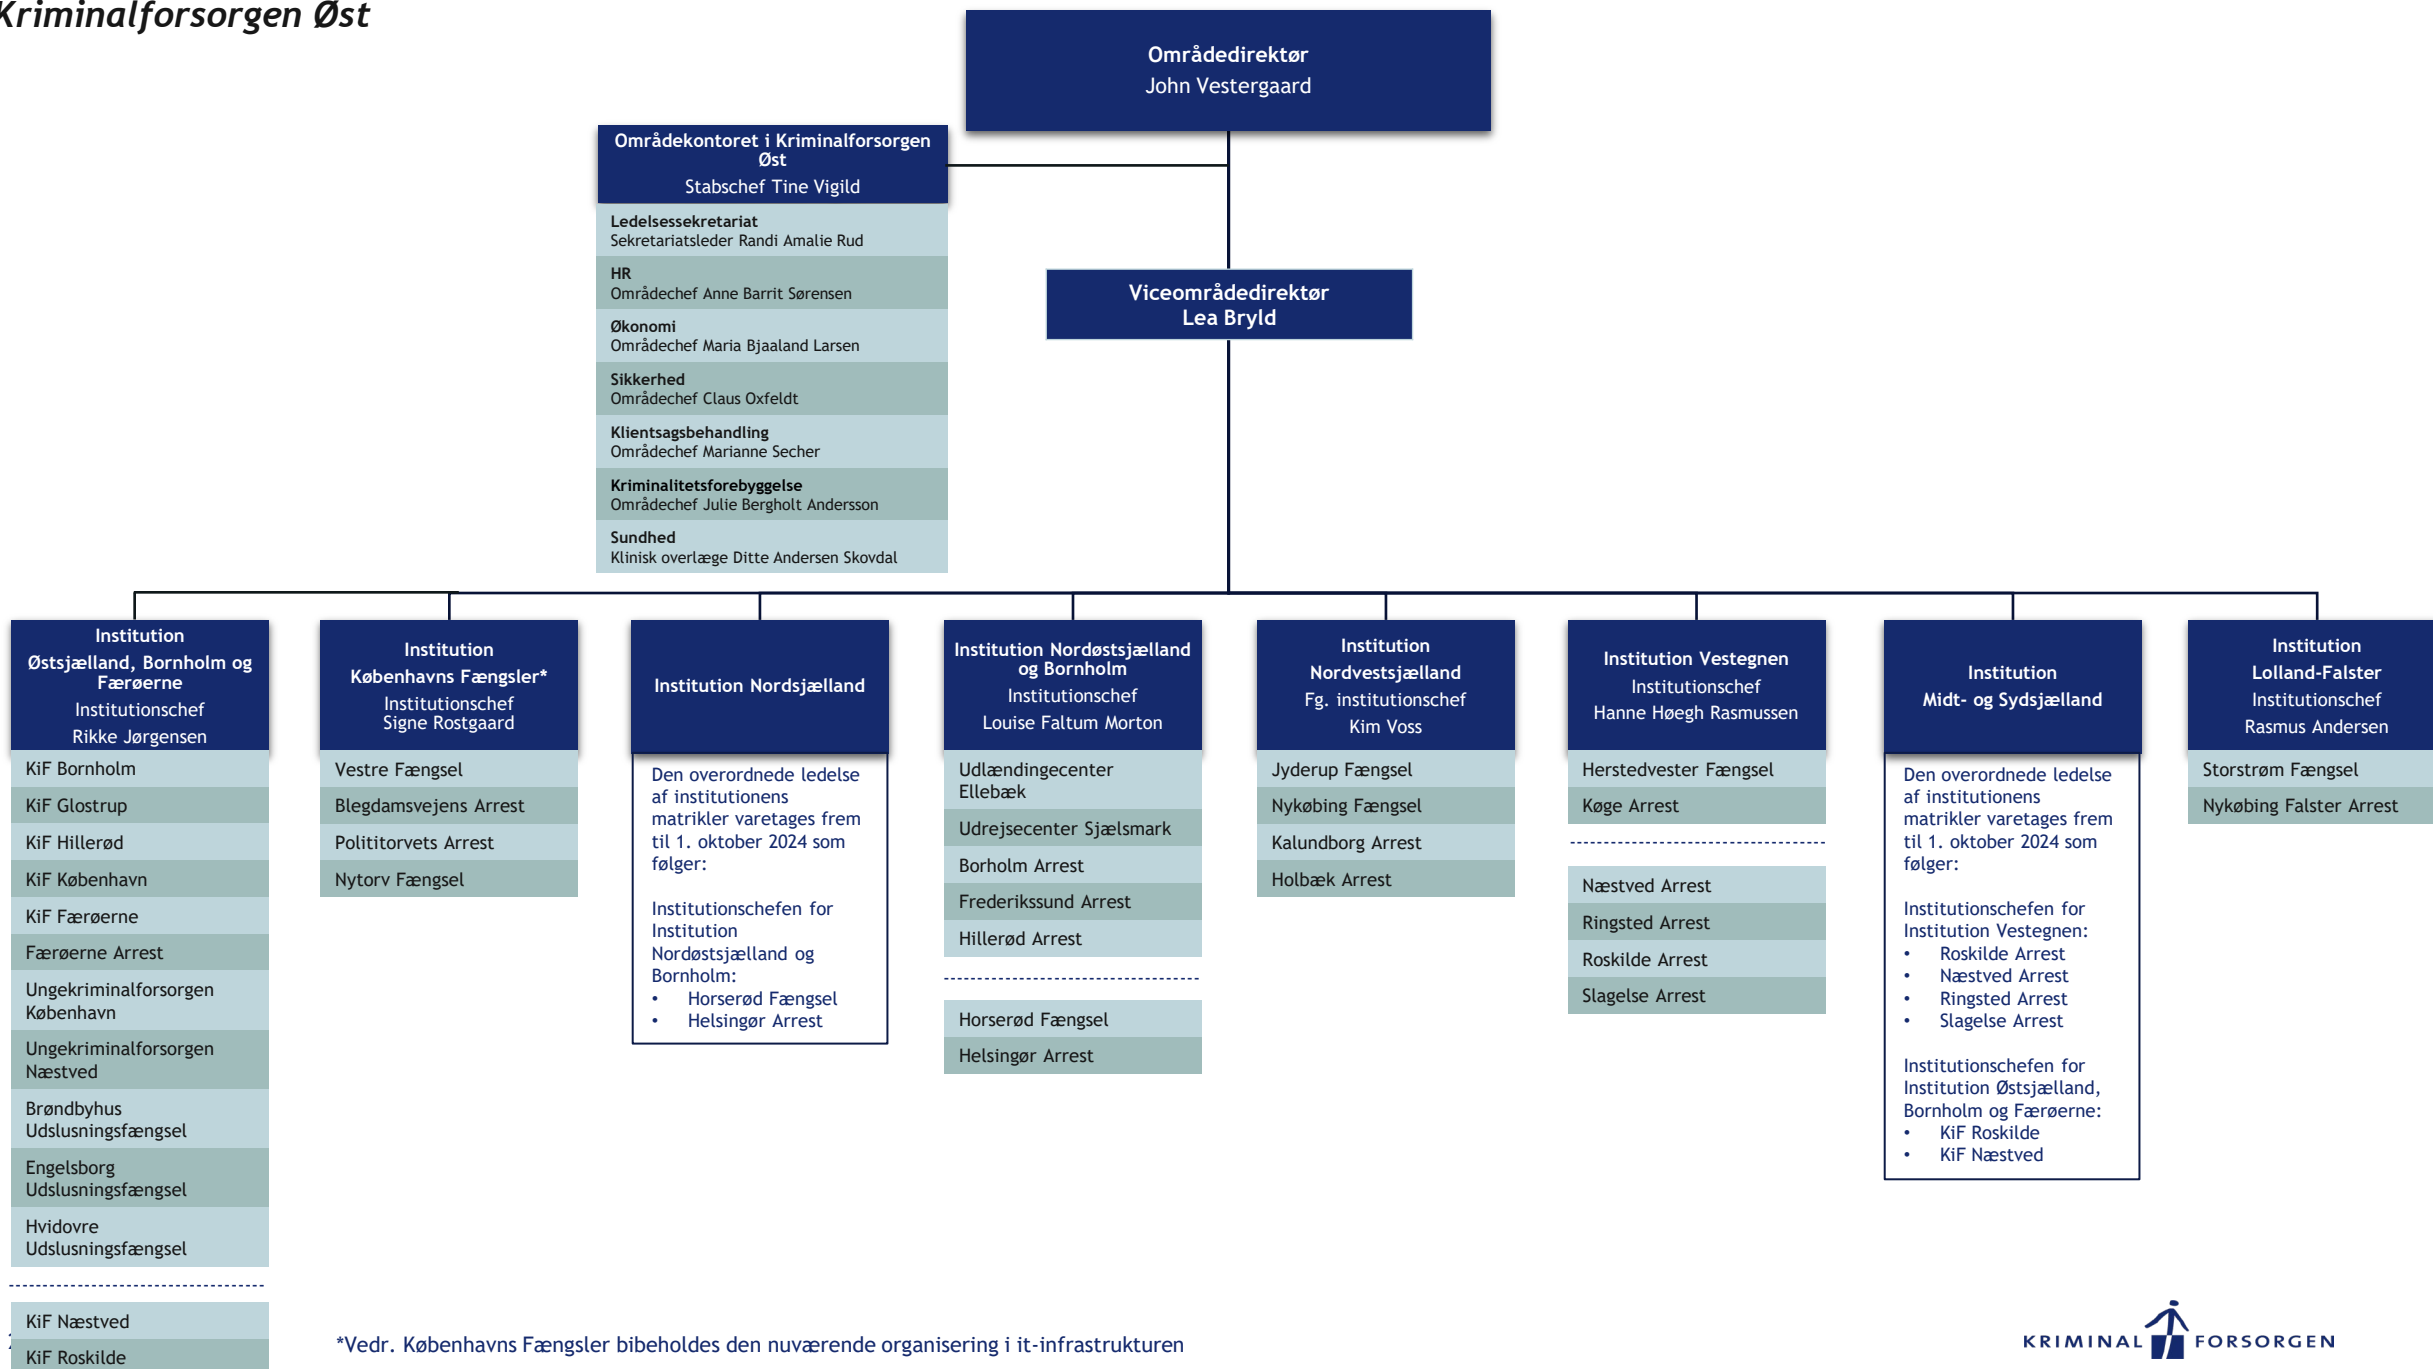 Kriminalforsorgen Øst
Områdedirektør
John Vestergaard
Områdekontoret i Kriminalforsorgen
Øst
Stabschef Tine Vigild
Ledelsessekretariat
Sekretariatsleder Randi Amalie Rud
HR
Områdechef Anne Barrit Sørensen
Økonomi
Områdechef Maria Bjaaland Larsen
Sikkerhed
Områdechef Claus Oxfeldt
Klientsagsbehandling
Områdechef Marianne Secher
Kriminalitetsforebyggelse
Områdechef Julie Bergholt Andersson
Sundhed
Klinisk overlæge Ditte Andersen Skovdal
Viceområdedirektør
Lea Bryld
Institution
Østsjælland, Bornholm og
Færøerne
Institutionschef
Rikke Jørgensen
KiF Bornholm
KiF Glostrup
KiF Hillerød
KiF København
KiF Færøerne
Færøerne Arrest
Ungekriminalforsorgen
København
Ungekriminalforsorgen
Næstved
Brøndbyhus
Udslusningsfængsel
Engelsborg
Udslusningsfængsel
Hvidovre
Udslusningsfængsel
KiF Næstved
KiF Roskilde
Institution
Københavns Fængsler*
Institutionschef
Signe Rostgaard
Vestre Fængsel
Blegdamsvejens Arrest
Polititorvets Arrest
Nytorv Fængsel
Institution Nordsjælland
Den overordnede ledelse
af institutionens
matrikler varetages frem
til 1. oktober 2024 som
følger:
Institutionschefen for
Institution
Nordøstsjælland og
Bornholm:
• Horserød Fængsel
• Helsingør Arrest
Institution Nordøstsjælland
og Bornholm
Institutionschef
Louise Faltum Morton
Udlændingecenter
Ellebæk
Udrejsecenter Sjælsmark
Borholm Arrest
Frederikssund Arrest
Hillerød Arrest
Horserød Fængsel
Helsingør Arrest
Institution
Nordvestsjælland
Fg. institutionschef
Kim Voss
Jyderup Fængsel
Nykøbing Fængsel
Kalundborg Arrest
Holbæk Arrest
Institution Vestegnen
Institutionschef
Hanne Høegh Rasmussen
Herstedvester Fængsel
Køge Arrest
Næstved Arrest
Ringsted Arrest
Roskilde Arrest
Slagelse Arrest
Institution
Midt- og Sydsjælland
Den overordnede ledelse
af institutionens
matrikler varetages frem
til 1. oktober 2024 som
følger:
Institutionschefen for
Institution Vestegnen:
• Roskilde Arrest
• Næstved Arrest
• Ringsted Arrest
• Slagelse Arrest
Institutionschefen for
Institution Østsjælland,
Bornholm og Færøerne:
• KiF Roskilde
• KiF Næstved
Institution
Lolland-Falster
Institutionschef
Rasmus Andersen
Storstrøm Fængsel
Nykøbing Falster Arrest
*Vedr. Københavns Fængsler bibeholdes den nuværende organisering i it-infrastrukturen
KRIMINAL FORSORGEN